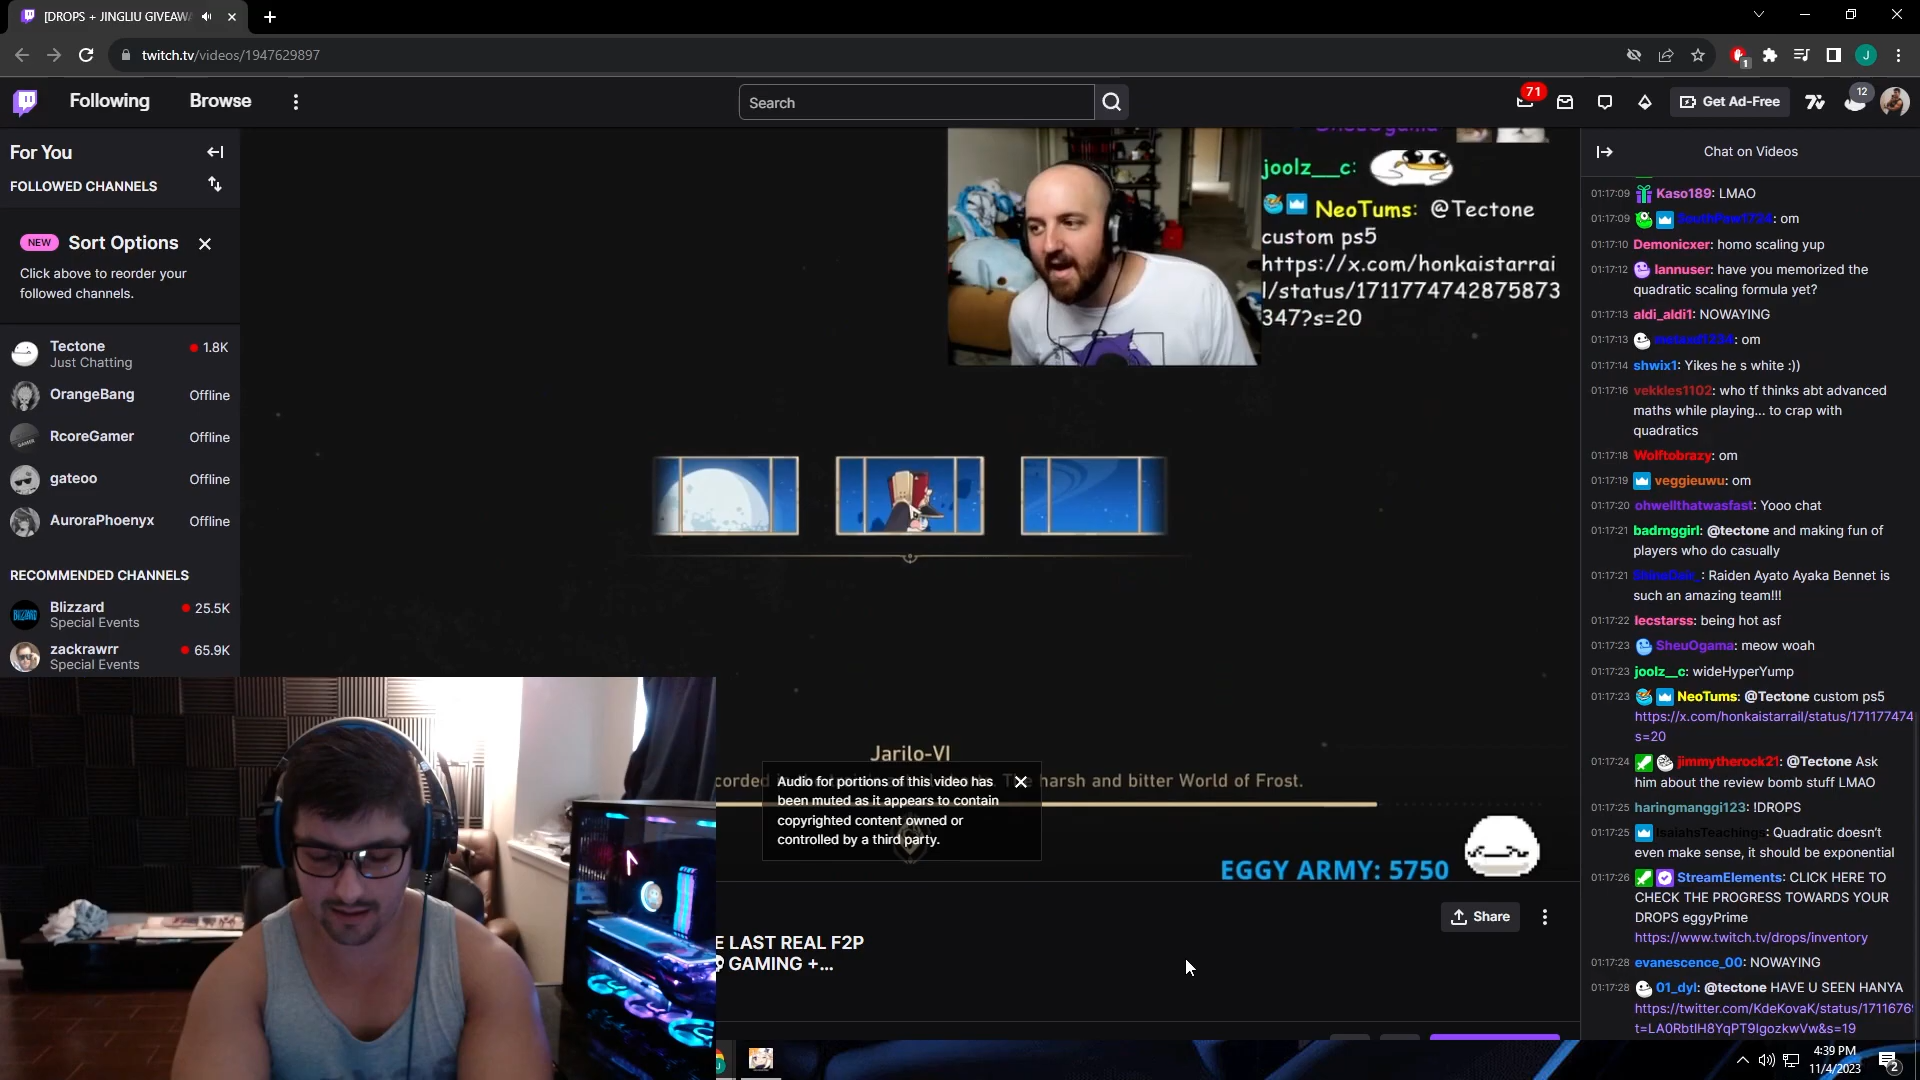 [DROPS + JINGLIU GIVEAWA
twitch.tv/videos/1947629897
1
J
Following
Browse
Search
71
Get Ad-Free
12
For You
FOLLOWED CHANNELS
NEW Sort Options
Click above to reorder your
followed channels.
Tectone 1.8K
Just Chatting
OrangeBang Offline
RcoreGamer Offline
gateoo Offline
AuroraPhoenyx Offline
RECOMMENDED CHANNELS
Blizzard 25.5K
Special Events
zackrawrr 65.9K
Special Events
joolz__c:
NeoTums: @Tectone
custom ps5
https://x.com/honkaistarrai
l/status/1711774742875873
347?s=20
Jarilo-VI
harsh and bitter World of Frost.
Audio for portions of this video has
been muted as it appears to contain
copyrighted content owned or
controlled by a third party.
EGGY ARMY: 5750
Share
E LAST REAL F2P
GAMING +...
Chat on Videos
01:17:09 Kaso189: LMAO
01:17:09 SouthPaw1724: om
01:17:10 Demonicxer: homo scaling yup
01:17:12 lannuser: have you memorized the
quadratic scaling formula yet?
01:17:13 aldi_aldi1: NOWAYING
01:17:13 : om
01:17:14 shwix1: Yikes he s white :))
01:17:16 vekkles1102: who tf thinks abt advanced
maths while playing... to crap with
quadratics
01:17:18 Wolftobrazy: om
01:17:19 veggieuwu: om
01:17:20 ohwellthatwasfast: Yooo chat
01:17:21 badrnggirl: @tectone and making fun of
players who do casually
01:17:21 : Raiden Ayato Ayaka Bennet is
such an amazing team!!!
01:17:22 lecstarss: being hot asf
01:17:23 SheuOgama: meow woah
01:17:23 joolz__c: wideHyperYump
01:17:23 NeoTums: @Tectone custom ps5
https://x.com/honkaistarrail/status/171177474
s=20
01:17:24 jimmytherock21: @Tectone Ask
him about the review bomb stuff LMAO
01:17:25 haringmanggi123: !DROPS
01:17:25 IsaiahsTeachings: Quadratic doesn't
even make sense, it should be exponential
01:17:26 StreamElements: CLICK HERE TO
CHECK THE PROGRESS TOWARDS YOUR
DROPS eggyPrime
https://www.twitch.tv/drops/inventory
01:17:28 evanescence_00: NOWAYING
01:17:28 01_dyl: @tectone HAVE U SEEN HANYA
https://twitter.com/KdeKovaK/status/1711676
t=LA0RbtlH8YqPT9IgozkwVw&s=19
4:39 PM
11/4/2023
2